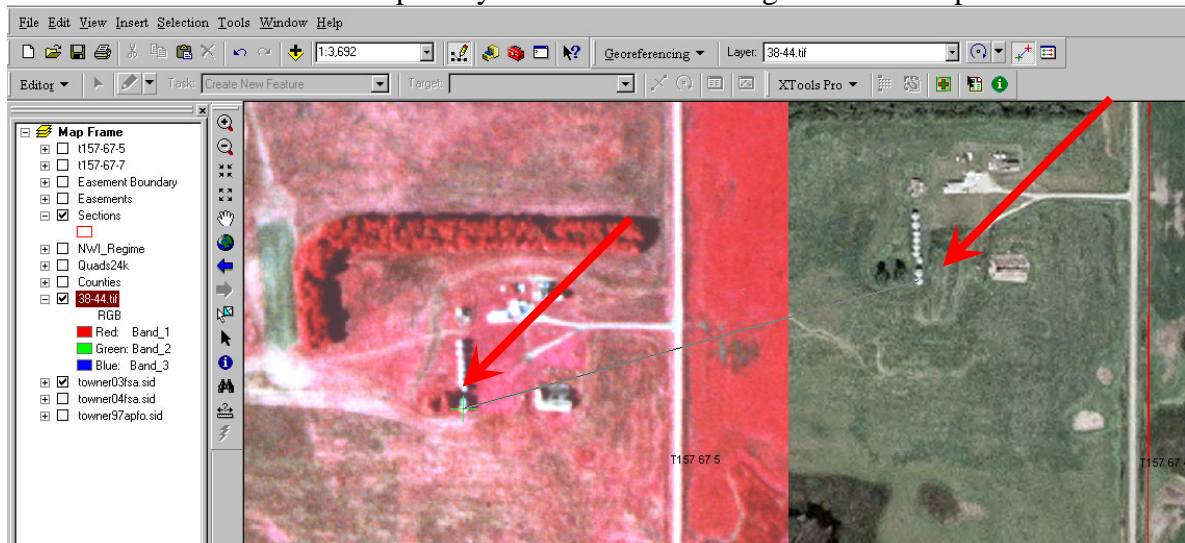 File Edit View Insert Selection Tools Window Help
1:3,692
Georeferencing
Layer: 38-44.tif
Editor
Task: Create New Feature
Target:
XTools Pro
Map Frame
t157-67-5
t157-67-7
Easement Boundary
Easements
Sections
NWI_Regime
Quads24k
Counties
38-44.tif
RGB
Red: Band_1
Green: Band_2
Blue: Band_3
towner03fsa.sid
towner04fsa.sid
towner97apfo.sid
T157 67 5
T157 67